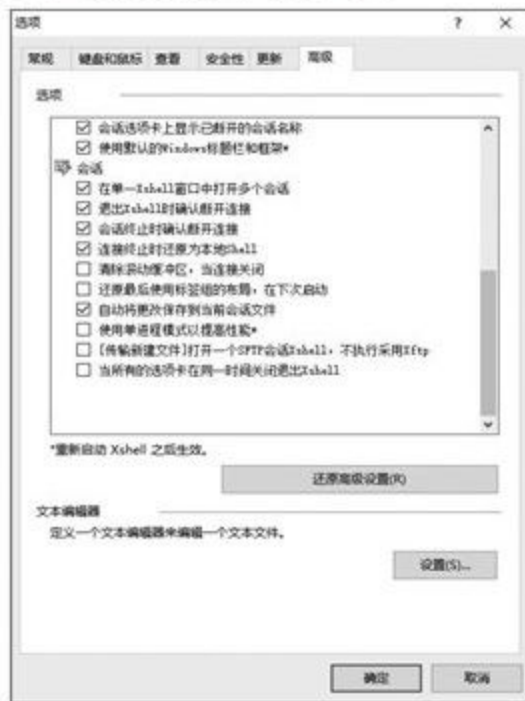 选项
? ×
常规 键盘和鼠标 查看 安全性 更新 高级
选项
会话选项卡上显示已断开的会话名称
使用默认的Windows标题栏和框架*
会话
在单一Xshell窗口中打开多个会话
退出Xshell时确认断开连接
会话终止时确认断开连接
连接终止时还原为本地Shell
清除滚动缓冲区，当连接关闭
还原最后使用标签组的布局，在下次启动
自动将更改保存到当前会话文件
使用单进程模式以提高性能*
[传输新建文件]打开一个SFTP会话Xshell，不执行采用Xftp
当所有的选项卡在同一时间关闭退出Xshell
*重新启动 Xshell 之后生效。
还原高级设置(R)
文本编辑器
定义一个文本编辑器来编辑一个文本文件。
设置(S)...
确定 取消